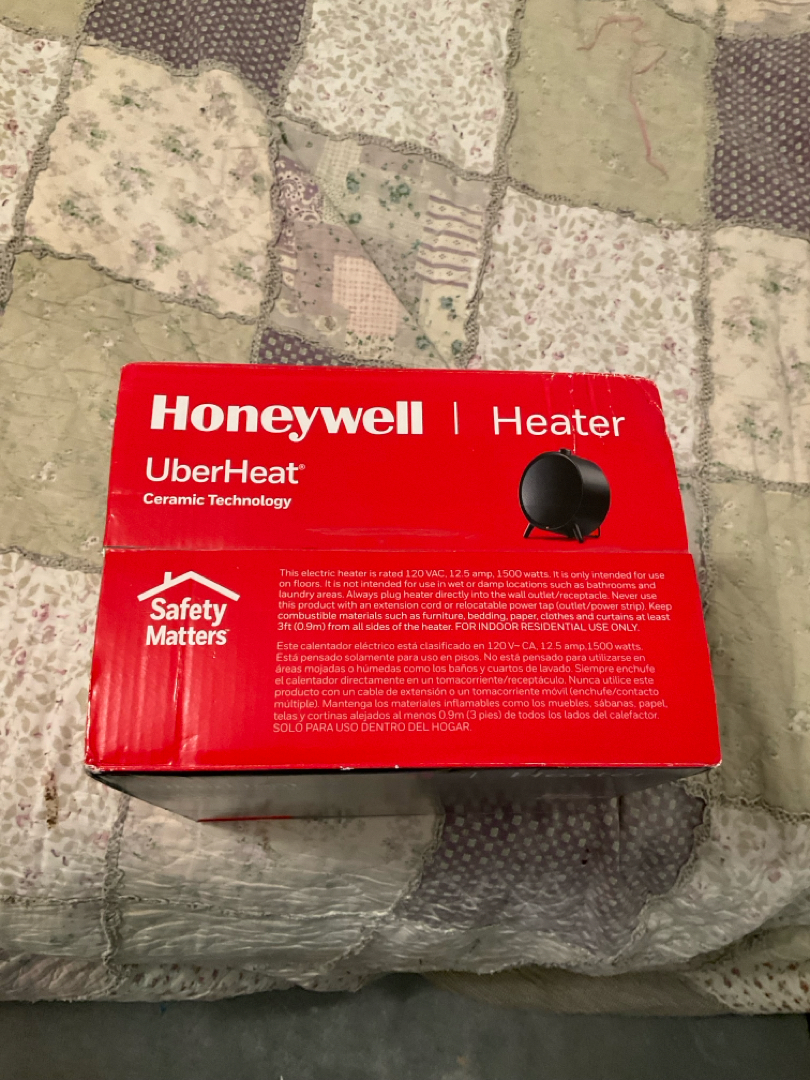 Honeywell | Heater
UberHeat®
Ceramic Technology
Safety
Matters™
This electric heater is rated 120 VAC, 12.5 amp, 1500 watts. It is only intended for use
on floors. It is not intended for use in wet or damp locations such as bathrooms and
laundry areas. Always plug heater directly into the wall outlet/receptacle. Never use
this product with an extension cord or relocatable power tap (outlet/power strip). Keep
combustible materials such as furniture, bedding, paper, clothes and curtains at least
3ft (0.9m) from all sides of the heater. FOR INDOOR RESIDENTIAL USE ONLY.
Este calentador eléctrico está clasificado en 120 V~ CA, 12.5 amp,1500 watts.
Está pensado solamente para uso en pisos. No está pensado para utilizarse en
áreas mojadas o húmedas como los baños y cuartos de lavado. Siempre enchufe
el calentador directamente en un tomacorriente/receptáculo. Nunca utilice este
producto con un cable de extensión o un tomacorriente móvil (enchufe/contacto
múltiple). Mantenga los materiales inflamables como los muebles, sábanas, papel,
telas y cortinas alejados al menos 0.9m (3 pies) de todos los lados del calefactor.
SOLO PARA USO DENTRO DEL HOGAR.